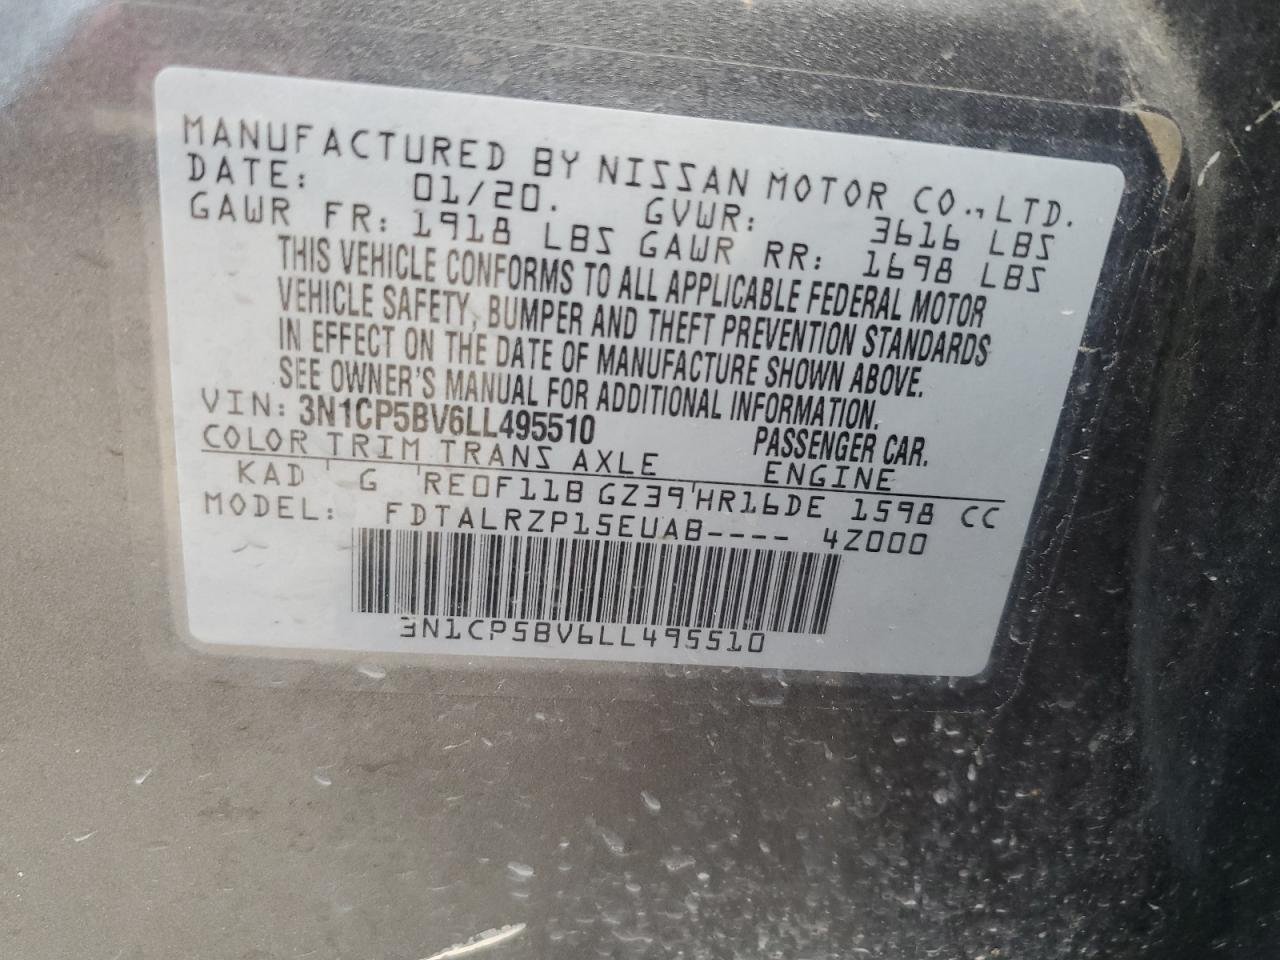 MANUFACTURED BY NISSAN MOTOR CO.,LTD.
DATE: 01/20. GVWR: 3616 LBS
GAWR FR: 1918 LBS GAWR RR: 1698 LBS
THIS VEHICLE CONFORMS TO ALL APPLICABLE FEDERAL MOTOR
VEHICLE SAFETY, BUMPER AND THEFT PREVENTION STANDARDS
IN EFFECT ON THE DATE OF MANUFACTURE SHOWN ABOVE.
SEE OWNER'S MANUAL FOR ADDITIONAL INFORMATION.
VIN: 3N1CP5BV6LL495510 PASSENGER CAR.
COLOR TRIM TRANS AXLE ENGINE
KAD G RE0F11B GZ39 HR16DE 1598 CC
MODEL: FDTALRZP15EUAB---- 4Z000
3N1CP5BV6LL495510